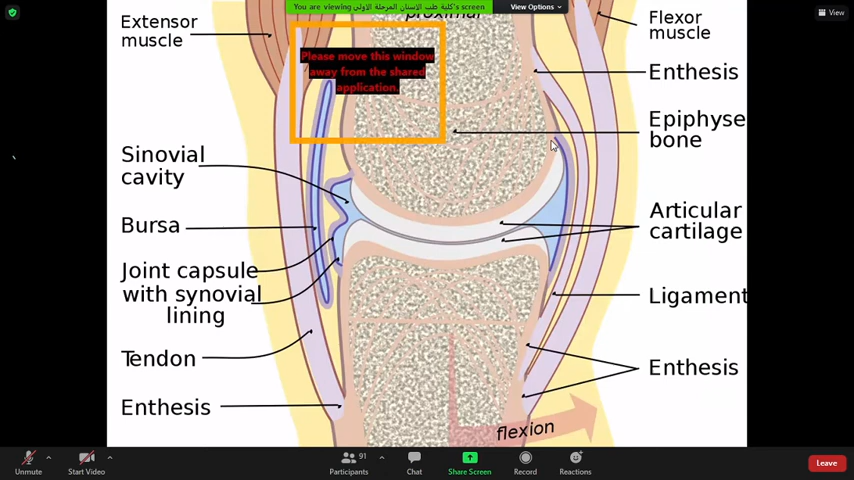 You are viewing كلية طب الاسنان المرحلة الاولى's screen
View Options
View
proximal
Extensor
muscle
Please move this window
away from the shared
application.
Flexor
muscle
Enthesis
Epiphyse
bone
Sinovial
cavity
Articular
cartilage
Bursa
Joint capsule
with synovial
lining
Ligament
Tendon
Enthesis
Enthesis
flexion
Unmute
Start Video
Participants
91
Chat
Share Screen
Record
Reactions
Leave